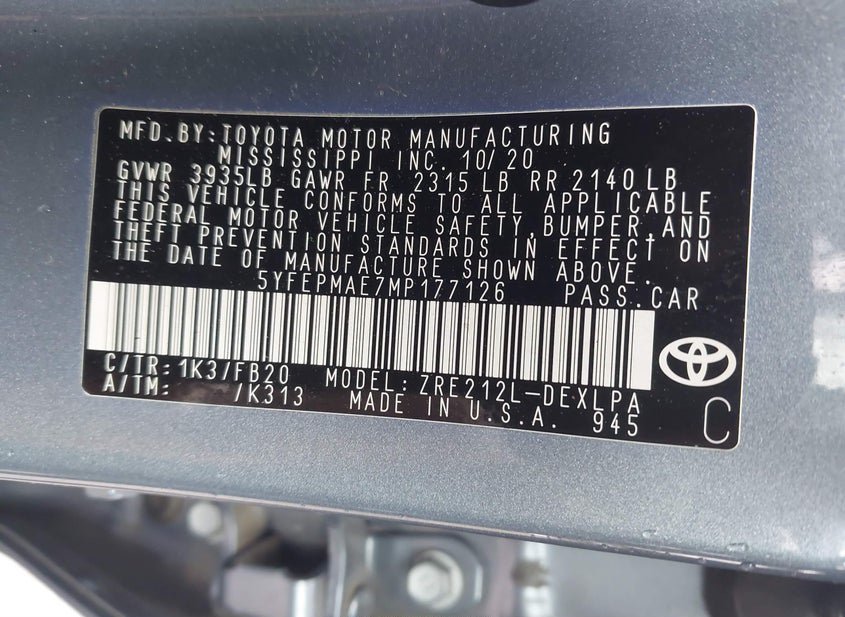 MFD.BY:TOYOTA MOTOR MANUFACTURING
MISSISSIPPI INC. 10/20
GVWR 3935LB GAWR FR 2315 LB RR 2140 LB
THIS VEHICLE CONFORMS TO ALL APPLICABLE
FEDERAL MOTOR VEHICLE SAFETY,BUMPER,AND
THEFT PREVENTION STANDARDS IN EFFECT ON
THE DATE OF MANUFACTURE SHOWN ABOVE.
5YFEPMAE7MP177126 PASS.CAR
C/TR:1K3/FB20 MODEL: ZRE212L-DEXLPA
A/TM: /K313 MADE IN U.S.A. 945
C